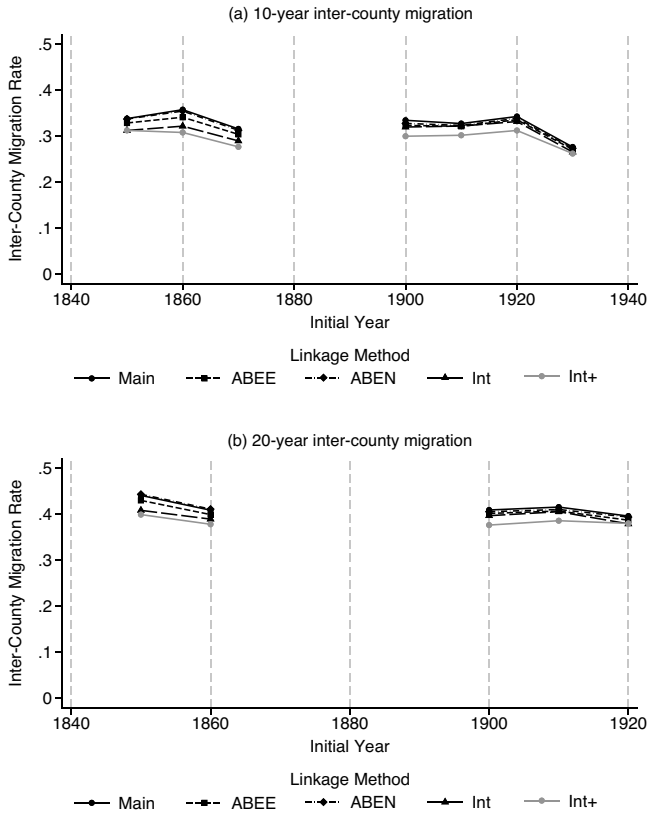 (a) 10-year inter-county migration
Inter-County Migration Rate
.5
.4
.3
.2
.1
0
1840 1860 1880 1900 1920 1940
Initial Year
Linkage Method
Main ABEE ABEN Int Int+
(b) 20-year inter-county migration
Inter-County Migration Rate
.5
.4
.3
.2
.1
0
1840 1860 1880 1900 1920
Initial Year
Linkage Method
Main ABEE ABEN Int Int+